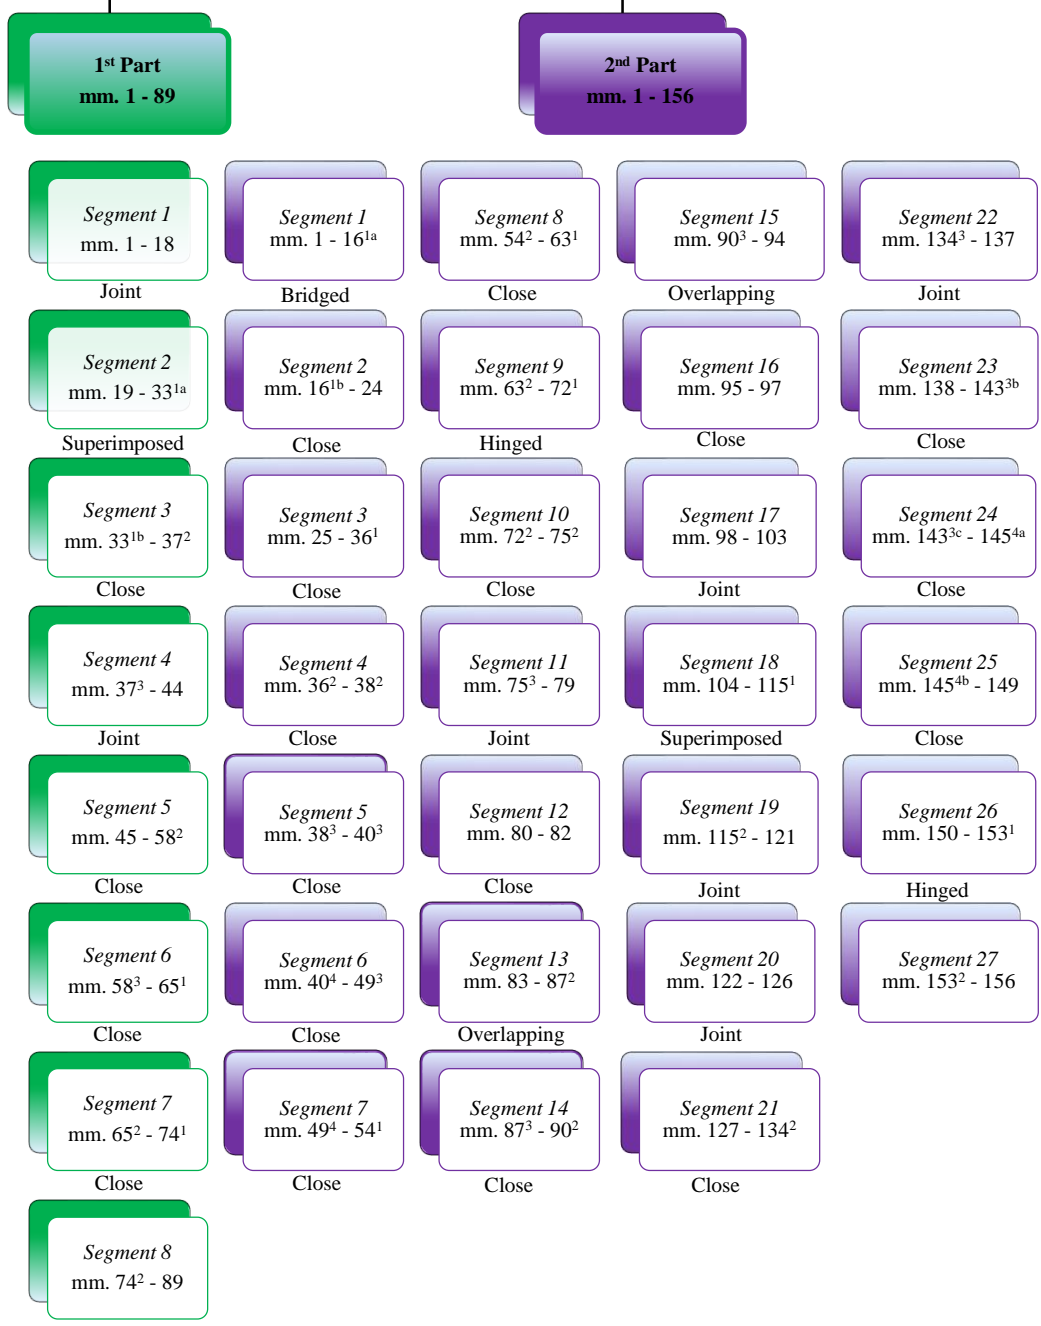 1ˢᵗ Part
mm. 1 - 89
2ⁿᵈ Part
mm. 1 - 156
Segment 1
mm. 1 - 18
Joint
Segment 2
mm. 19 - 33¹ᵃ
Superimposed
Segment 3
mm. 33¹ᵇ - 37²
Close
Segment 4
mm. 37³ - 44
Joint
Segment 5
mm. 45 - 58²
Close
Segment 6
mm. 58³ - 65¹
Close
Segment 7
mm. 65² - 74¹
Close
Segment 8
mm. 74² - 89
Segment 1
mm. 1 - 16¹ᵃ
Bridged
Segment 2
mm. 16¹ᵇ - 24
Close
Segment 3
mm. 25 - 36¹
Close
Segment 4
mm. 36² - 38²
Close
Segment 5
mm. 38³ - 40³
Close
Segment 6
mm. 40⁴ - 49³
Close
Segment 7
mm. 49⁴ - 54¹
Close
Segment 8
mm. 54² - 63¹
Close
Segment 9
mm. 63² - 72¹
Hinged
Segment 10
mm. 72² - 75²
Close
Segment 11
mm. 75³ - 79
Joint
Segment 12
mm. 80 - 82
Close
Segment 13
mm. 83 - 87²
Overlapping
Segment 14
mm. 87³ - 90²
Close
Segment 15
mm. 90³ - 94
Overlapping
Segment 16
mm. 95 - 97
Close
Segment 17
mm. 98 - 103
Joint
Segment 18
mm. 104 - 115¹
Superimposed
Segment 19
mm. 115² - 121
Joint
Segment 20
mm. 122 - 126
Joint
Segment 21
mm. 127 - 134²
Close
Segment 22
mm. 134³ - 137
Joint
Segment 23
mm. 138 - 143³ᵇ
Close
Segment 24
mm. 143³ᶜ - 145⁴ᵃ
Close
Segment 25
mm. 145⁴ᵇ - 149
Close
Segment 26
mm. 150 - 153¹
Hinged
Segment 27
mm. 153² - 156